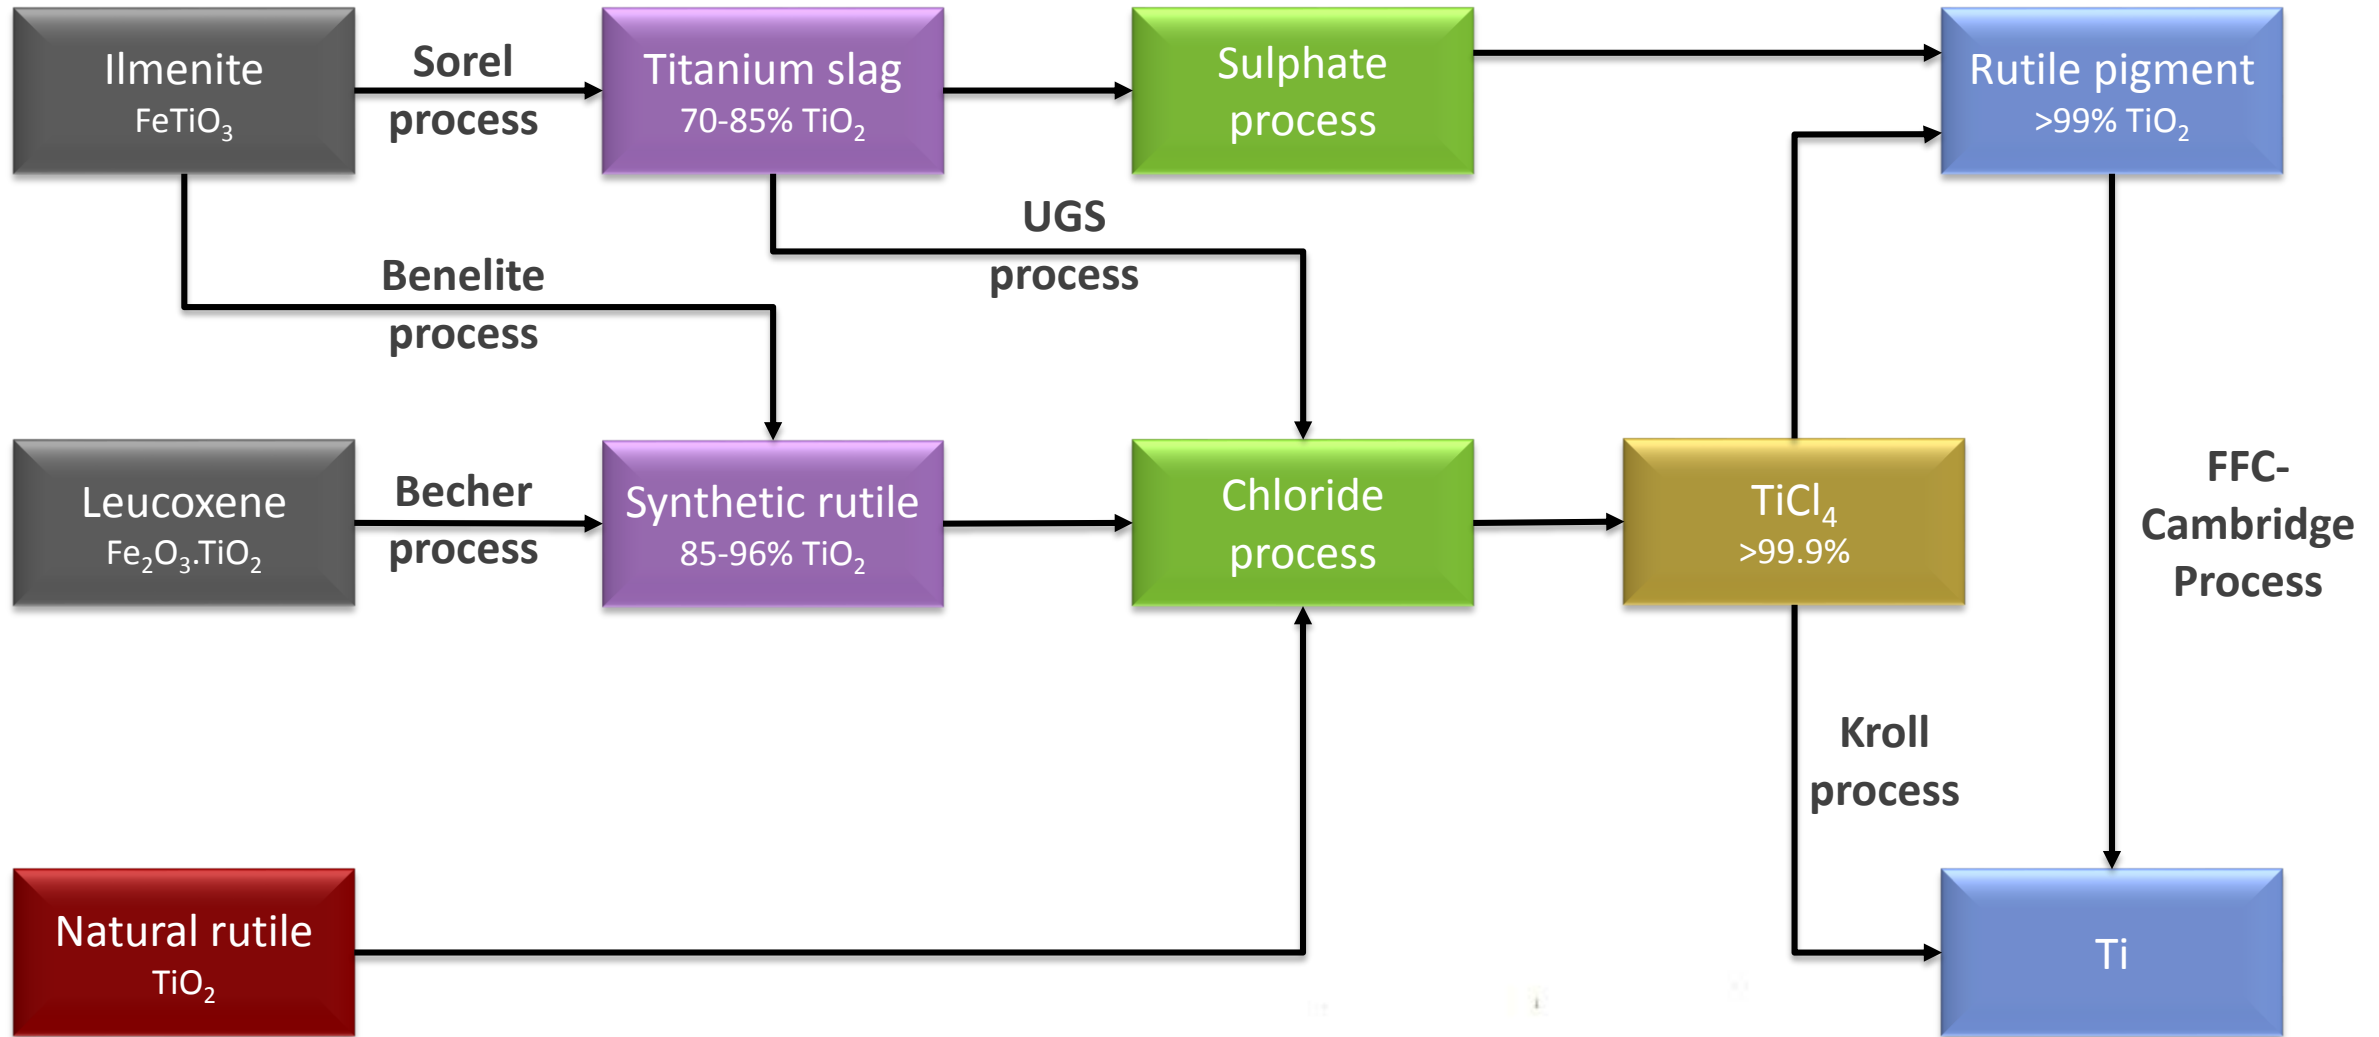 Ilmenite
FeTiO₃
Sorel
process
Titanium slag
70-85% TiO₂
Sulphate
process
Rutile pigment
>99% TiO₂
UGS
process
Benelite
process
Leucoxene
Fe₂O₃.TiO₂
Becher
process
Synthetic rutile
85-96% TiO₂
Chloride
process
TiCl₄
>99.9%
FFC-
Cambridge
Process
Kroll
process
Natural rutile
TiO₂
Ti